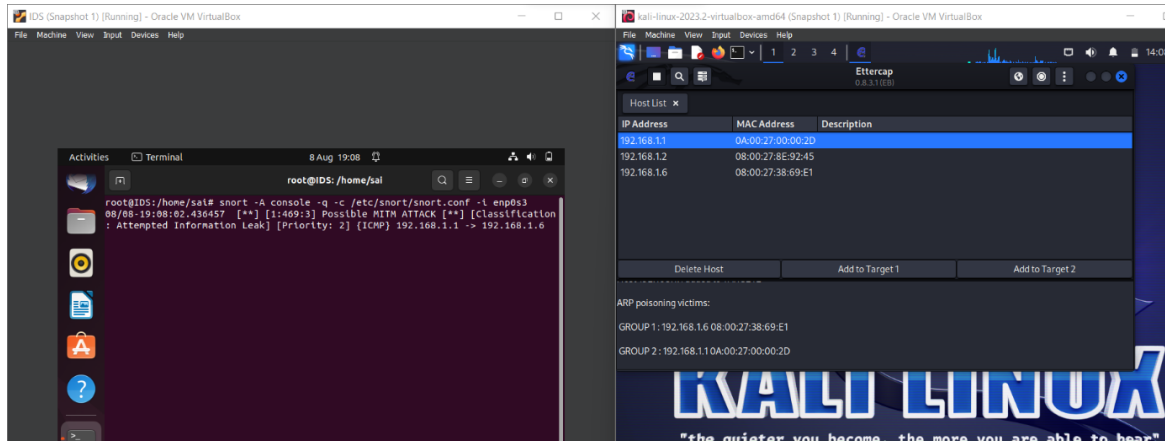 IDS (Snapshot 1) [Running] - Oracle VM VirtualBox
File Machine View Input Devices Help
Activities Terminal 8 Aug 19:08
root@IDS: /home/sai
root@IDS:/home/sai# snort -A console -q -c /etc/snort/snort.conf -i enp0s3
08/08-19:08:02.436457 [**] [1:469:3] Possible MITM ATTACK [**] [Classification
: Attempted Information Leak] [Priority: 2] {ICMP} 192.168.1.1 -> 192.168.1.6
kali-linux-2023.2-virtualbox-amd64 (Snapshot 1) [Running] - Oracle VM VirtualBox
File Machine View Input Devices Help
1 2 3 4
Ettercap
0.8.3.1 (EB)
Host List
IP Address MAC Address Description
192.168.1.1 0A:00:27:00:00:2D
192.168.1.2 08:00:27:8E:92:45
192.168.1.6 08:00:27:38:69:E1
Delete Host Add to Target 1 Add to Target 2
ARP poisoning victims:
GROUP 1 : 192.168.1.6 08:00:27:38:69:E1
GROUP 2 : 192.168.1.1 0A:00:27:00:00:2D
KALI LINUX
"the quieter you become, the more you are able to hear"